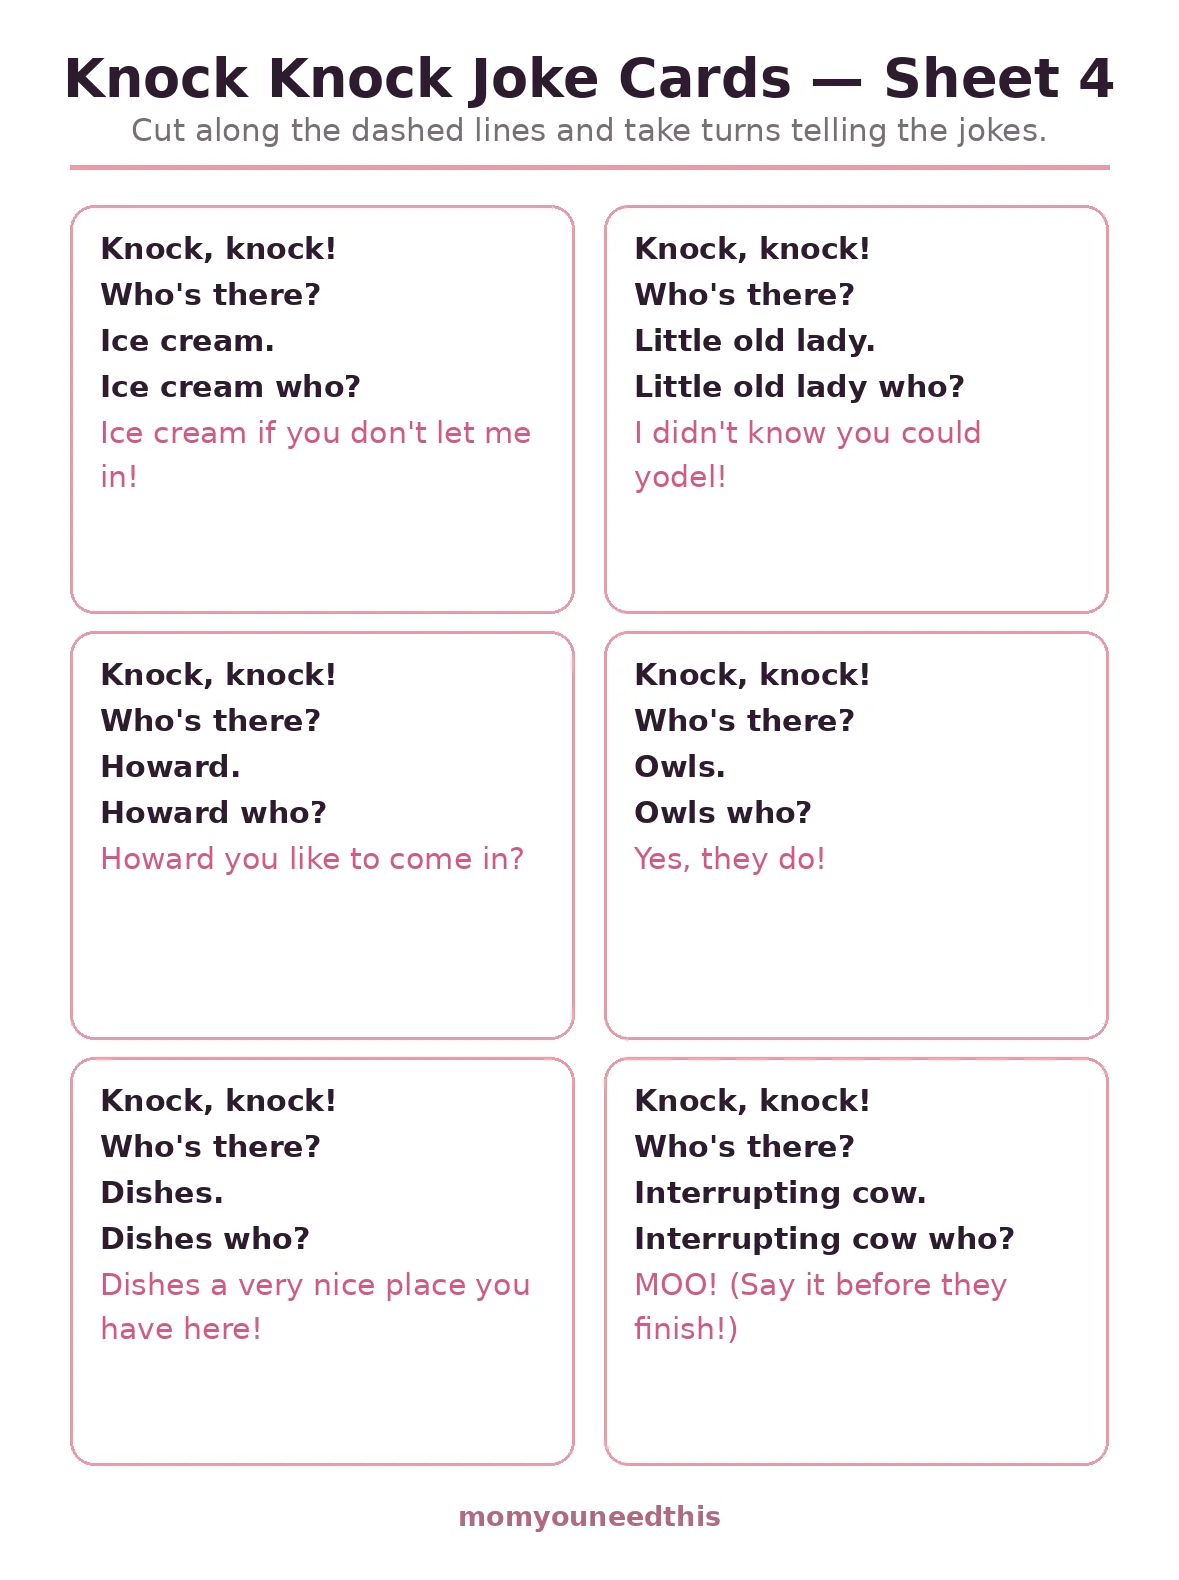 Knock Knock Joke Cards — Sheet 4
Cut along the dashed lines and take turns telling the jokes.
Knock, knock!
Who's there?
Ice cream.
Ice cream who?
Ice cream if you don't let me
in!
Knock, knock!
Who's there?
Little old lady.
Little old lady who?
I didn't know you could
yodel!
Knock, knock!
Who's there?
Howard.
Howard who?
Howard you like to come in?
Knock, knock!
Who's there?
Owls.
Owls who?
Yes, they do!
Knock, knock!
Who's there?
Dishes.
Dishes who?
Dishes a very nice place you
have here!
Knock, knock!
Who's there?
Interrupting cow.
Interrupting cow who?
MOO! (Say it before they
finish!)
momyouneedthis